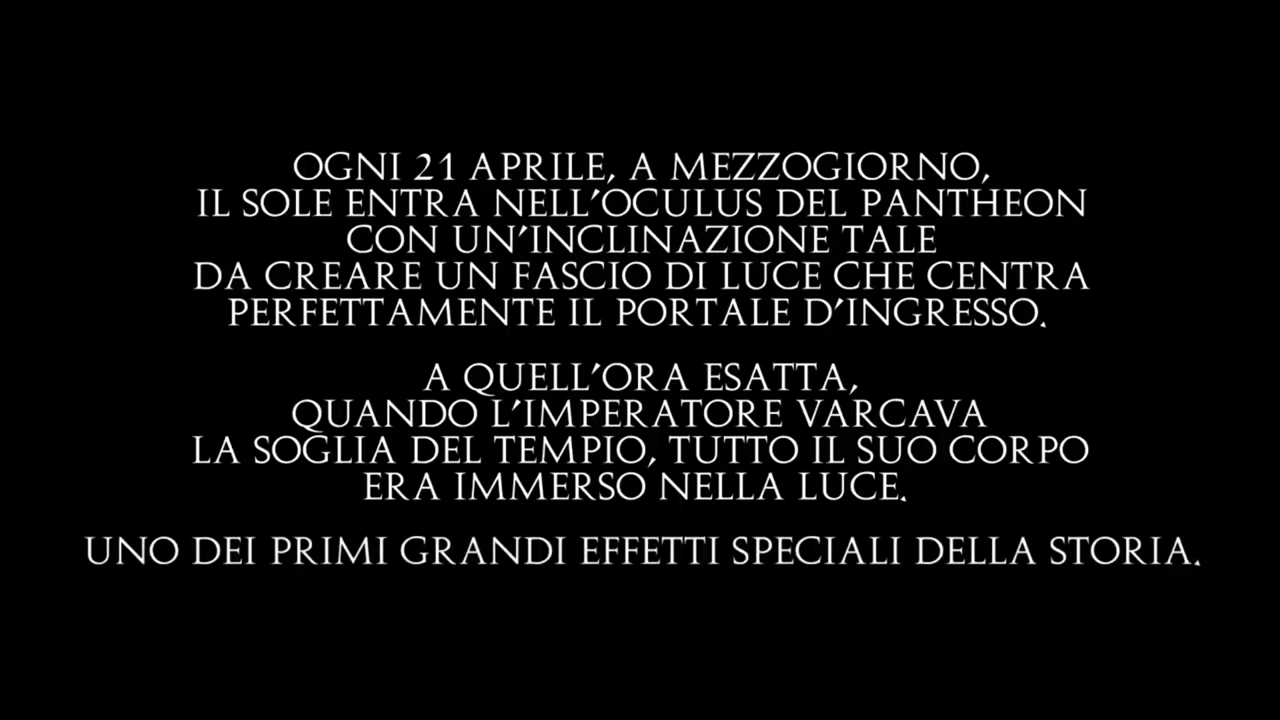 OGNI 21 APRILE, A MEZZOGIORNO,
IL SOLE ENTRA NELL'OCULUS DEL PANTHEON
CON UN'INCLINAZIONE TALE
DA CREARE UN FASCIO DI LUCE CHE CENTRA
PERFETTAMENTE IL PORTALE D'INGRESSO.
A QUELL'ORA ESATTA,
QUANDO L'IMPERATORE VARCAVA
LA SOGLIA DEL TEMPIO, TUTTO IL SUO CORPO
ERA IMMERSO NELLA LUCE.
UNO DEI PRIMI GRANDI EFFETTI SPECIALI DELLA STORIA.